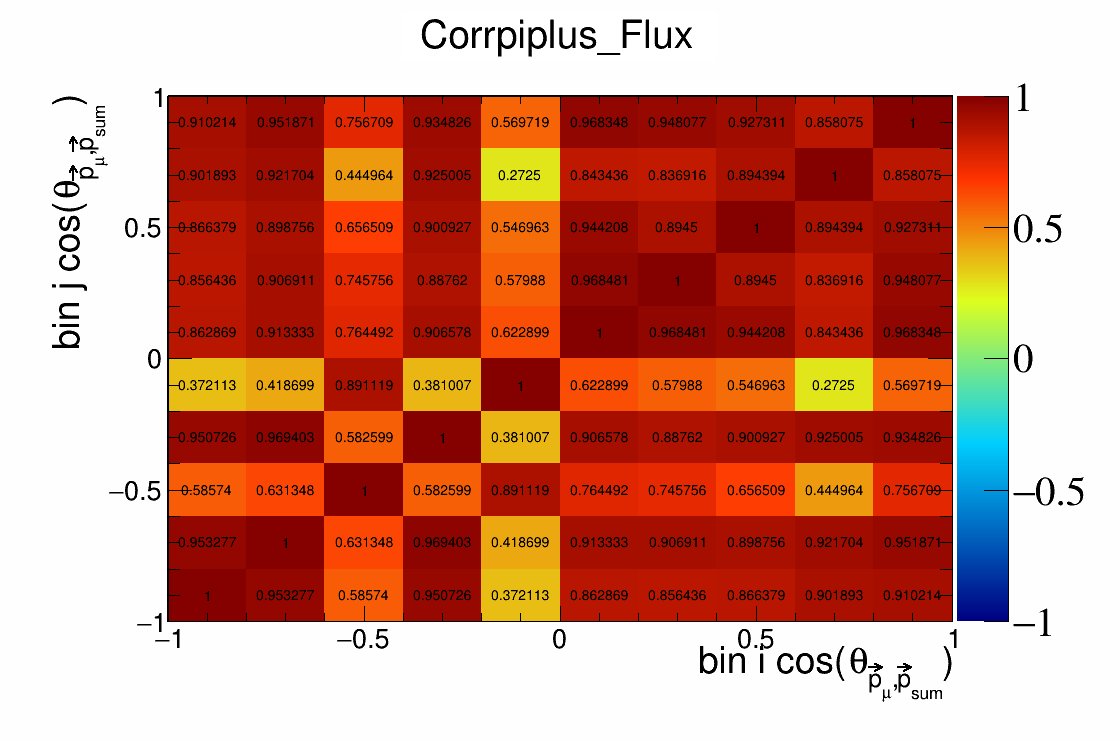 Corrpiplus_Flux
bin j cos(θ p⃗μ,p⃗sum)
1
0.5
0
−0.5
−1
0.910214 0.951871 0.756709 0.934826 0.569719 0.968348 0.948077 0.927311 0.858075 1
0.901893 0.921704 0.444964 0.925005 0.2725 0.843436 0.836916 0.894394 1 0.858075
0.866379 0.898756 0.656509 0.900927 0.546963 0.944208 0.8945 1 0.894394 0.927311
0.856436 0.906911 0.745756 0.88762 0.57988 0.968481 1 0.8945 0.836916 0.948077
0.862869 0.913333 0.764492 0.906578 0.622899 1 0.968481 0.944208 0.843436 0.968348
0.372113 0.418699 0.891119 0.381007 1 0.622899 0.57988 0.546963 0.2725 0.569719
0.950726 0.969403 0.582599 1 0.381007 0.906578 0.88762 0.900927 0.925005 0.934826
0.58574 0.631348 1 0.582599 0.891119 0.764492 0.745756 0.656509 0.444964 0.756709
0.953277 1 0.631348 0.969403 0.418699 0.913333 0.906911 0.898756 0.921704 0.951871
1 0.953277 0.58574 0.950726 0.372113 0.862869 0.856436 0.866379 0.901893 0.910214
−1 −0.5 0 0.5 1
bin i cos(θ p⃗μ,p⃗sum)
1
0.5
0
−0.5
−1